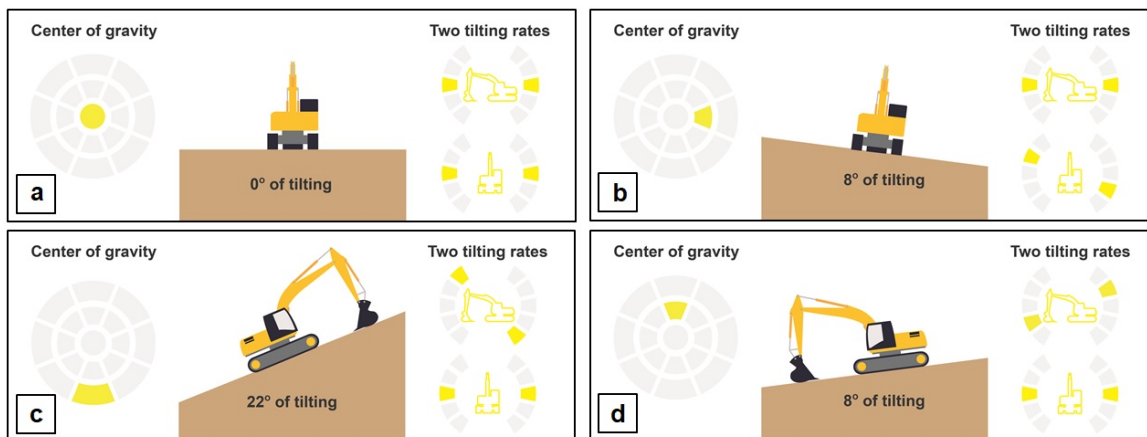 Center of gravity
Two tilting rates
0° of tilting
a
Center of gravity
Two tilting rates
8° of tilting
b
Center of gravity
Two tilting rates
22° of tilting
c
Center of gravity
Two tilting rates
8° of tilting
d